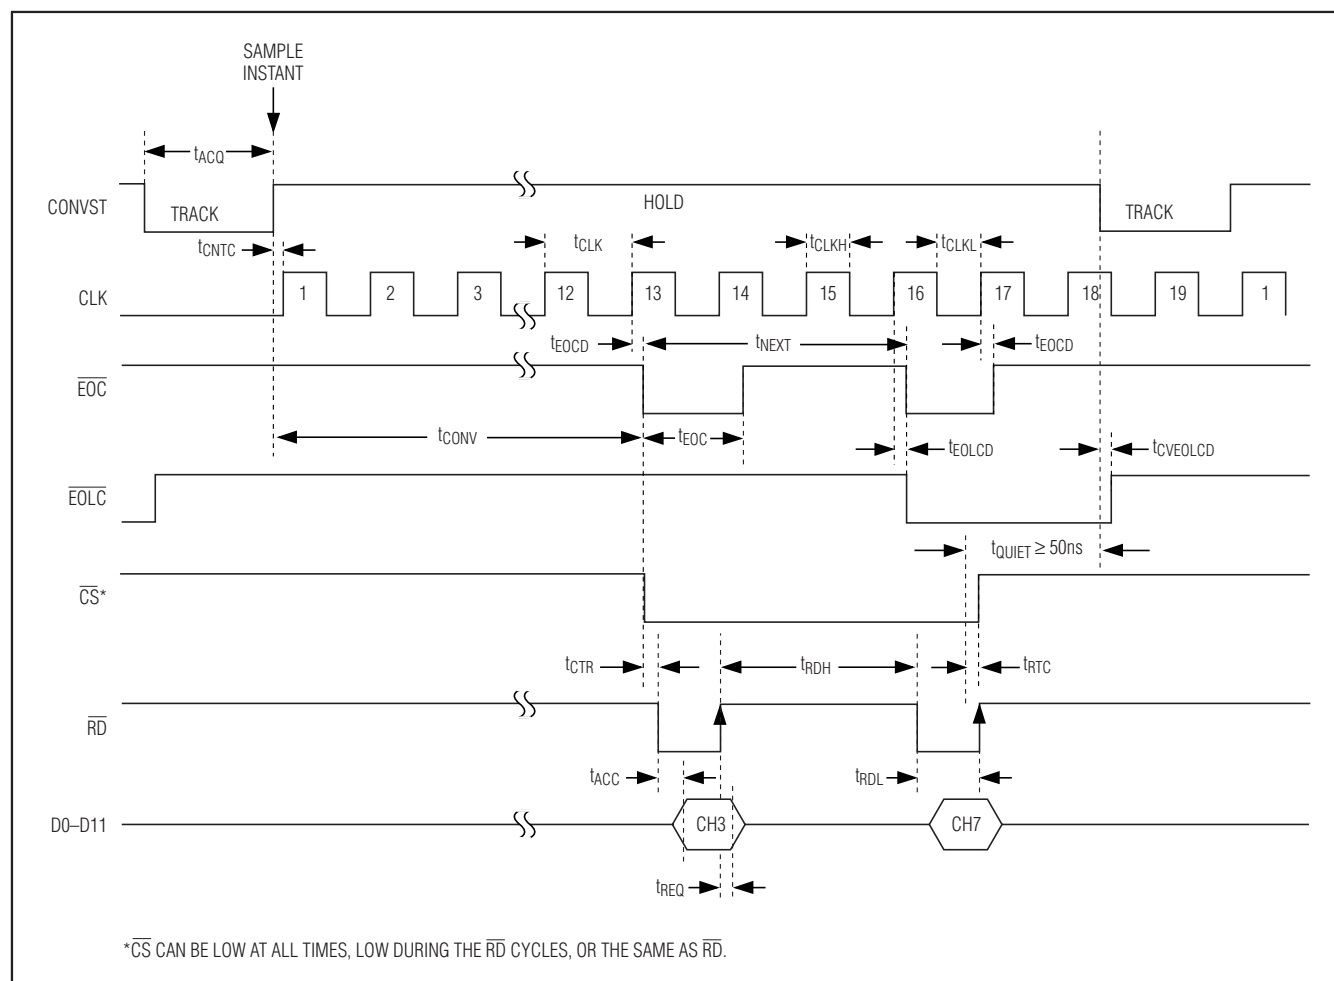 SAMPLE
INSTANT
tACQ
CONVST
TRACK
HOLD
TRACK
tCNTC
tCLK
tCLKH
tCLKL
CLK
1 2 3 12 13 14 15 16 17 18 19 1
tEOCD
tNEXT
tEOCD
EOC
tCONV
tEOC
tEOLCD
tCVEOLCD
EOLC
tQUIET ≥ 50ns
CS*
tCTR
tRDH
tRTC
RD
tACC
tRDL
D0–D11
CH3
CH7
tREQ
*CS CAN BE LOW AT ALL TIMES, LOW DURING THE RD CYCLES, OR THE SAME AS RD.